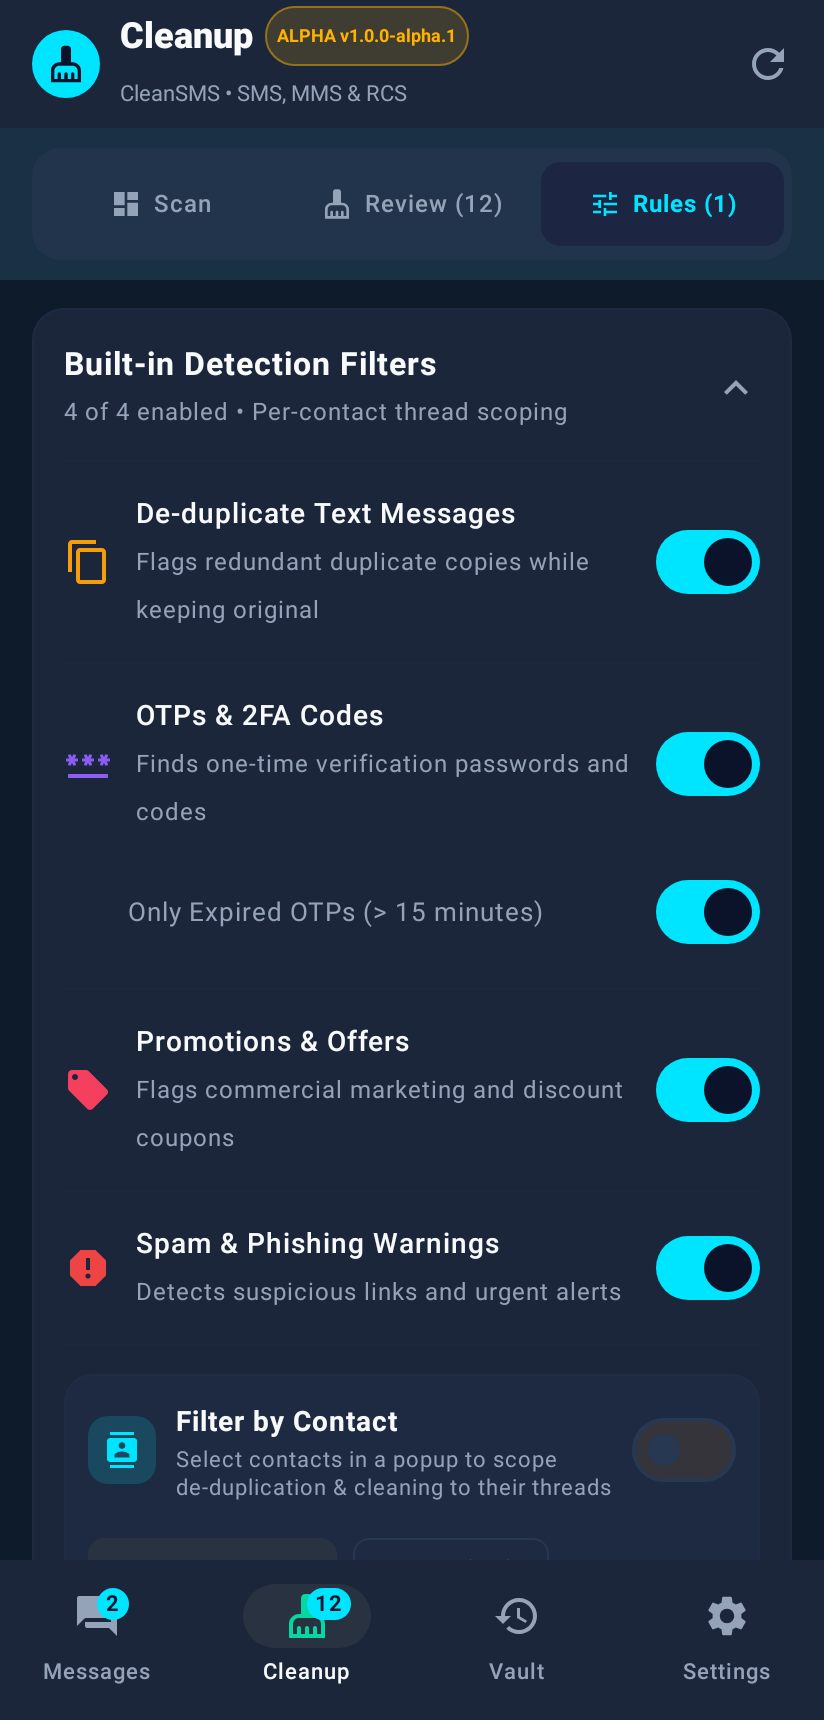 Cleanup
ALPHA v1.0.0-alpha.1
CleanSMS • SMS, MMS & RCS
Scan
Review (12)
Rules (1)
Built-in Detection Filters
4 of 4 enabled • Per-contact thread scoping
De-duplicate Text Messages
Flags redundant duplicate copies while
keeping original
OTPs & 2FA Codes
Finds one-time verification passwords and
codes
Only Expired OTPs (> 15 minutes)
Promotions & Offers
Flags commercial marketing and discount
coupons
Spam & Phishing Warnings
Detects suspicious links and urgent alerts
Filter by Contact
Select contacts in a popup to scope
de-duplication & cleaning to their threads
2
12
Messages
Cleanup
Vault
Settings